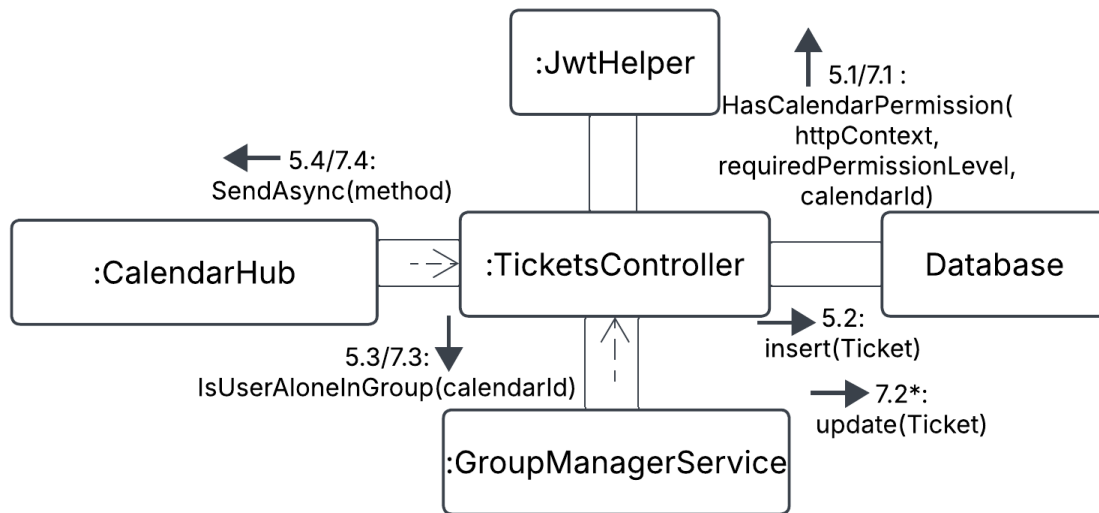 :JwtHelper
5.1/7.1 :
HasCalendarPermission(
httpContext,
requiredPermissionLevel,
calendarId)
5.4/7.4:
SendAsync(method)
:CalendarHub
:TicketsController
Database
5.3/7.3:
IsUserAloneInGroup(calendarId)
5.2:
insert(Ticket)
7.2*:
update(Ticket)
:GroupManagerService